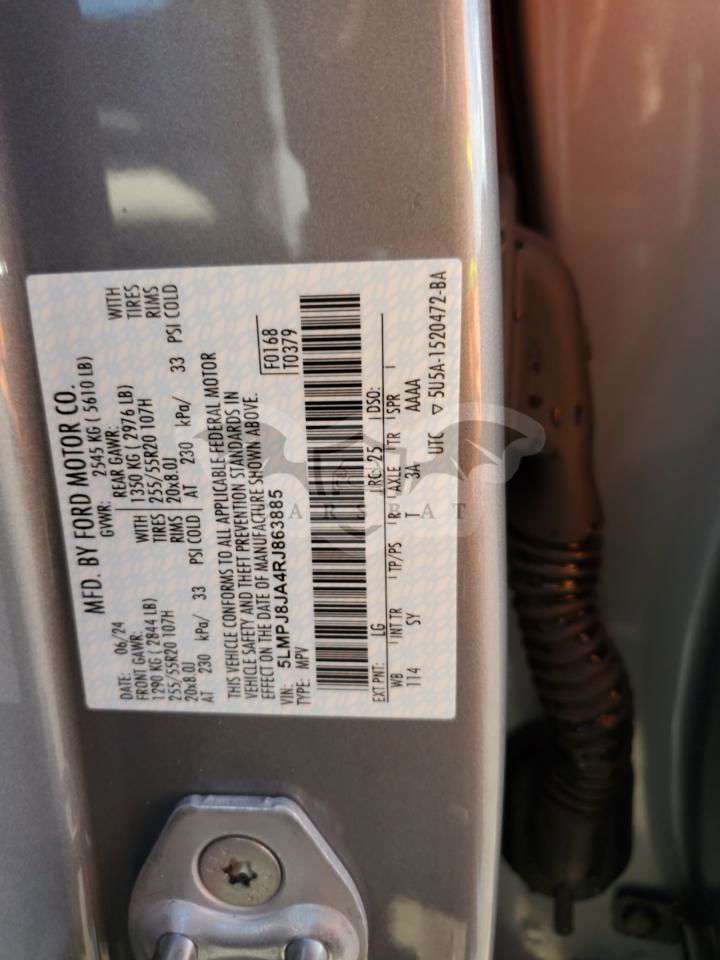 MFD. BY FORD MOTOR CO.
DATE: 06/24 GVWR: 2545 KG ( 5610 LB)
FRONT GAWR: REAR GAWR: WITH
1290 KG ( 2844 LB) WITH 1350 KG ( 2976 LB) TIRES
255/55R20 107H TIRES 255/55R20 107H RIMS
20x8.0J RIMS 20x8.0J
AT 230 kPa/ 33 PSI COLD AT 230 kPa/ 33 PSI COLD
THIS VEHICLE CONFORMS TO ALL APPLICABLE FEDERAL MOTOR
VEHICLE SAFETY AND THEFT PREVENTION STANDARDS IN
EFFECT ON THE DATE OF MANUFACTURE SHOWN ABOVE.
VIN: 5LMPJ8JA4RJ863885 F0168
TYPE: MPV T0379
EXT PNT: LG RC: 25 DSO:
WB INT TR TP/PS R AXLE TR SPR
114 SY T 3A AAAA
UTC ▽ 5U5A-1520472-BA